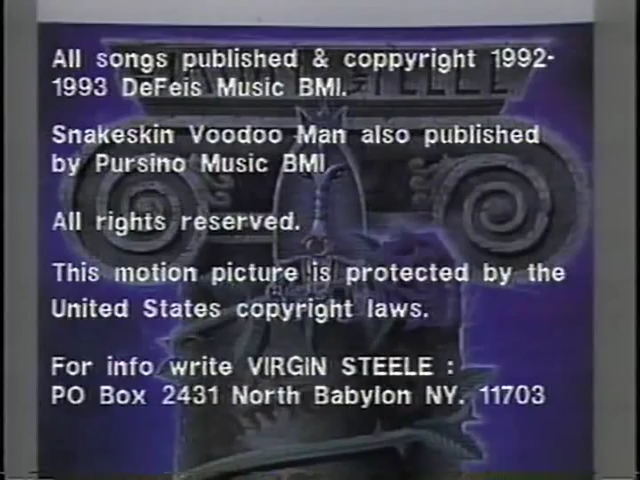 All songs published & coppyright 1992-
1993 DeFeis Music BMI.
Snakeskin Voodoo Man also published
by Pursino Music BMI
All rights reserved.
This motion picture is protected by the
United States copyright laws.
For info write VIRGIN STEELE :
PO Box 2431 North Babylon NY. 11703